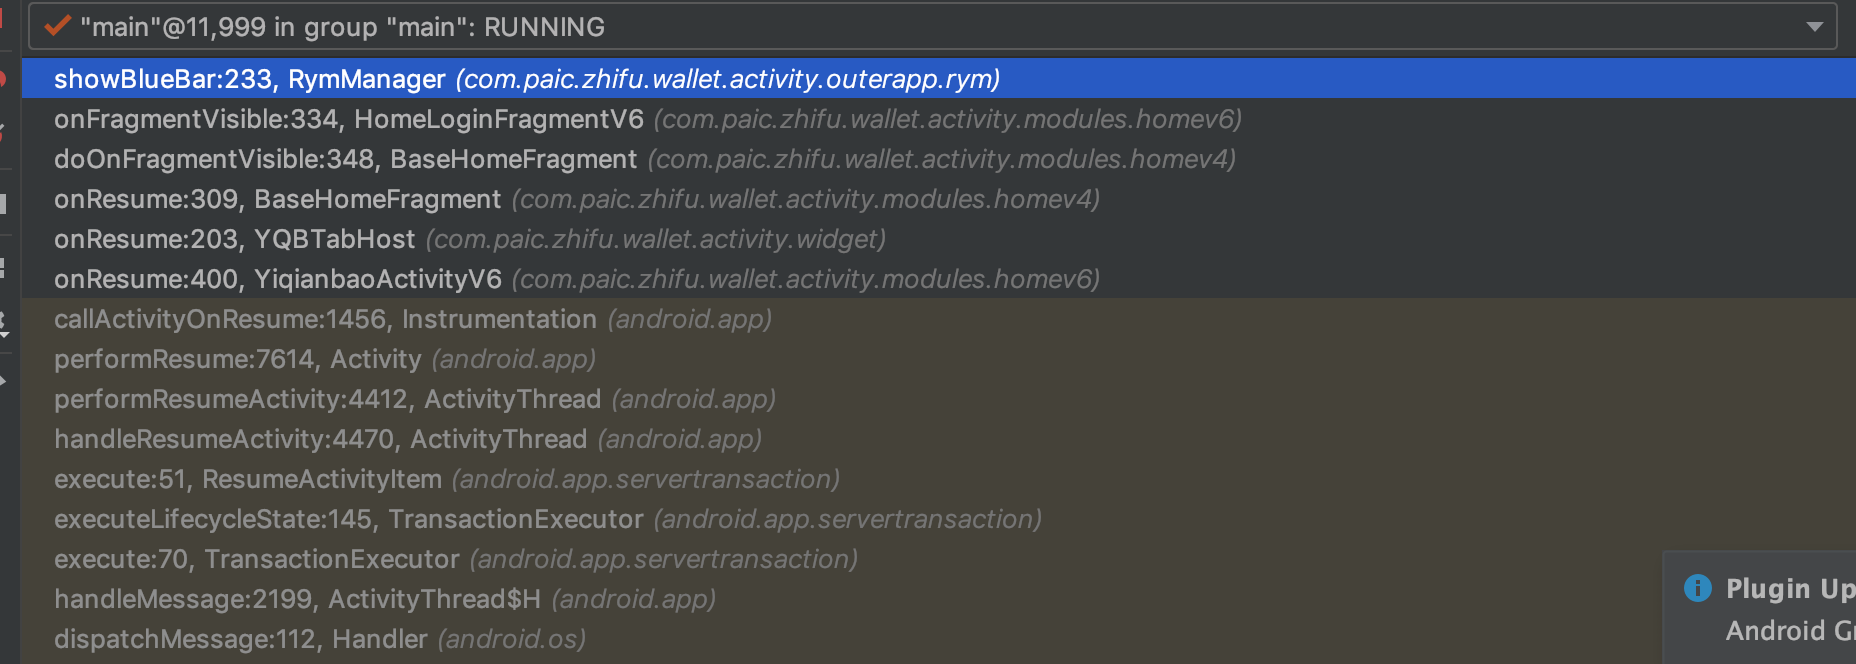 "main"@11,999 in group "main": RUNNING
showBlueBar:233, RymManager (com.paic.zhifu.wallet.activity.outerapp.rym)
onFragmentVisible:334, HomeLoginFragmentV6 (com.paic.zhifu.wallet.activity.modules.homev6)
doOnFragmentVisible:348, BaseHomeFragment (com.paic.zhifu.wallet.activity.modules.homev4)
onResume:309, BaseHomeFragment (com.paic.zhifu.wallet.activity.modules.homev4)
onResume:203, YQBTabHost (com.paic.zhifu.wallet.activity.widget)
onResume:400, YiqianbaoActivityV6 (com.paic.zhifu.wallet.activity.modules.homev6)
callActivityOnResume:1456, Instrumentation (android.app)
performResume:7614, Activity (android.app)
performResumeActivity:4412, ActivityThread (android.app)
handleResumeActivity:4470, ActivityThread (android.app)
execute:51, ResumeActivityItem (android.app.servertransaction)
executeLifecycleState:145, TransactionExecutor (android.app.servertransaction)
execute:70, TransactionExecutor (android.app.servertransaction)
handleMessage:2199, ActivityThread$H (android.app)
dispatchMessage:112, Handler (android.os)
Plugin Up
Android Gr